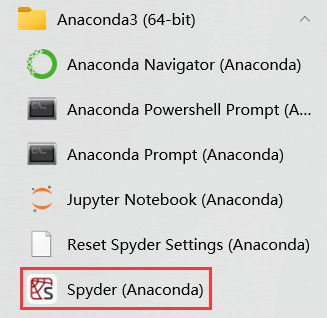 Anaconda3 (64-bit)
Anaconda Navigator (Anaconda)
Anaconda Powershell Prompt (A...
Anaconda Prompt (Anaconda)
Jupyter Notebook (Anaconda)
Reset Spyder Settings (Anaconda)
Spyder (Anaconda)